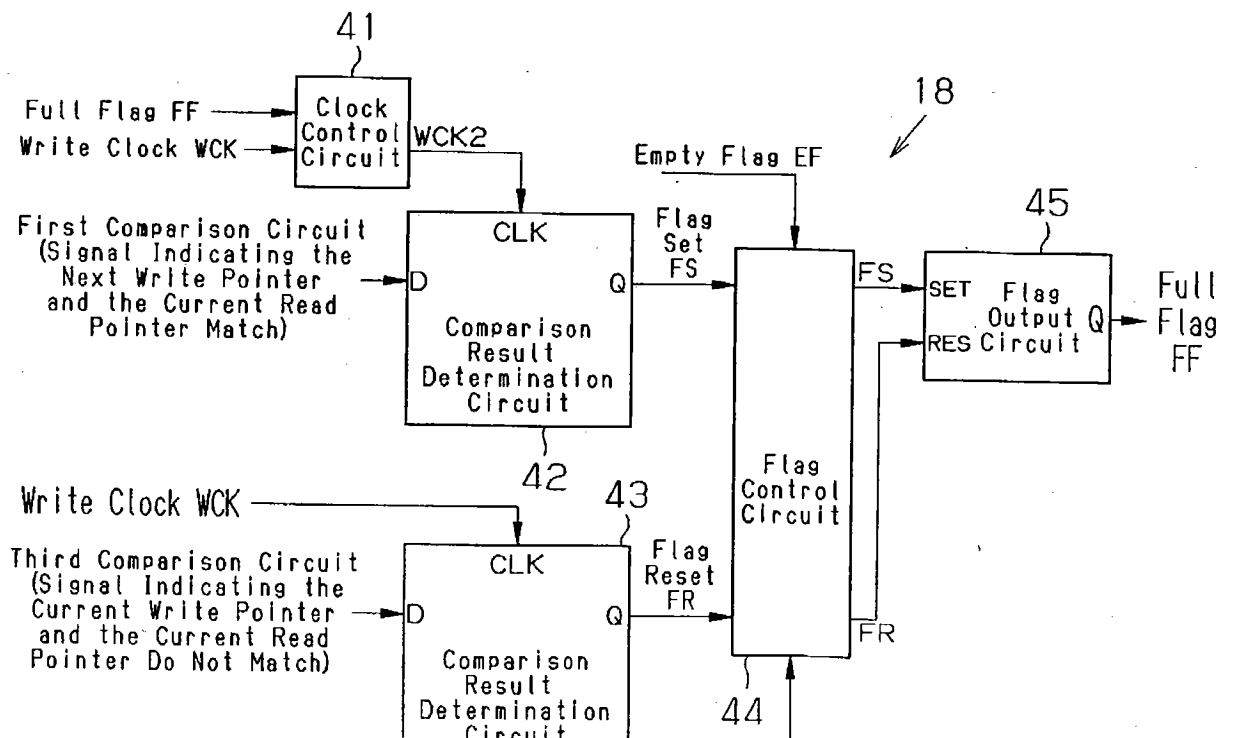 41
18
Full Flag FF
Write Clock WCK
Clock
Control
Circuit
WCK2
Empty Flag EF
First Comparison Circuit
(Signal Indicating the
Next Write Pointer
and the Current Read
Pointer Match)
CLK
D
Q
Comparison
Result
Determination
Circuit
42
Flag
Set
FS
45
FS
SET
RES
Flag
Output
Circuit
Q
Full
Flag
FF
Flag
Control
Circuit
44
FR
Write Clock WCK
43
Third Comparison Circuit
(Signal Indicating the
Current Write Pointer
and the Current Read
Pointer Do Not Match)
CLK
D
Q
Comparison
Result
Determination
Circuit
Flag
Reset
FR